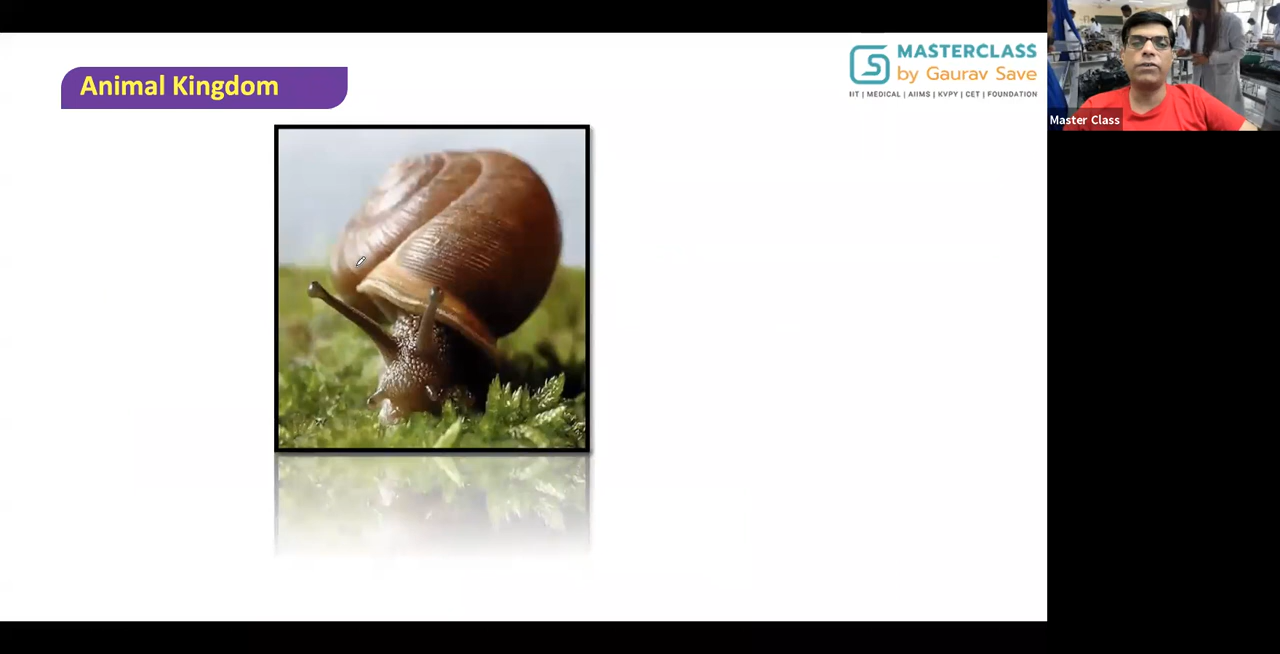 Animal Kingdom
MASTERCLASS
by Gaurav Save
IIT | MEDICAL | AIIMS | KVPY | CET | FOUNDATION
Master Class